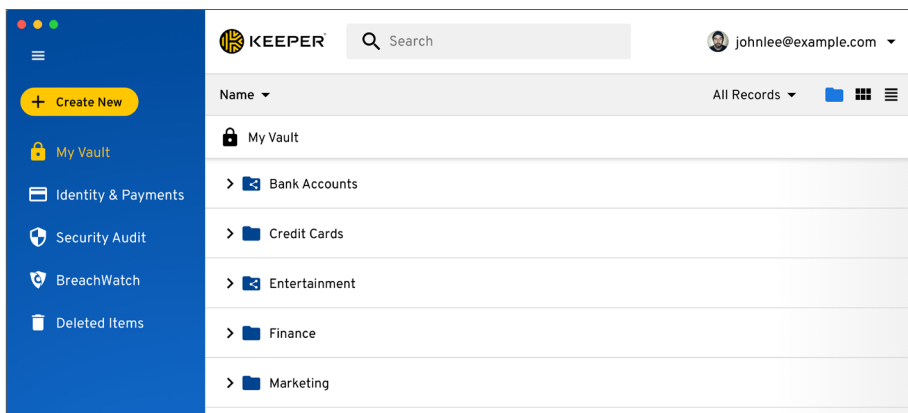 KEEPER
Search
johnlee@example.com
Create New
Name
All Records
My Vault
My Vault
Identity & Payments
Security Audit
BreachWatch
Deleted Items
Bank Accounts
Credit Cards
Entertainment
Finance
Marketing